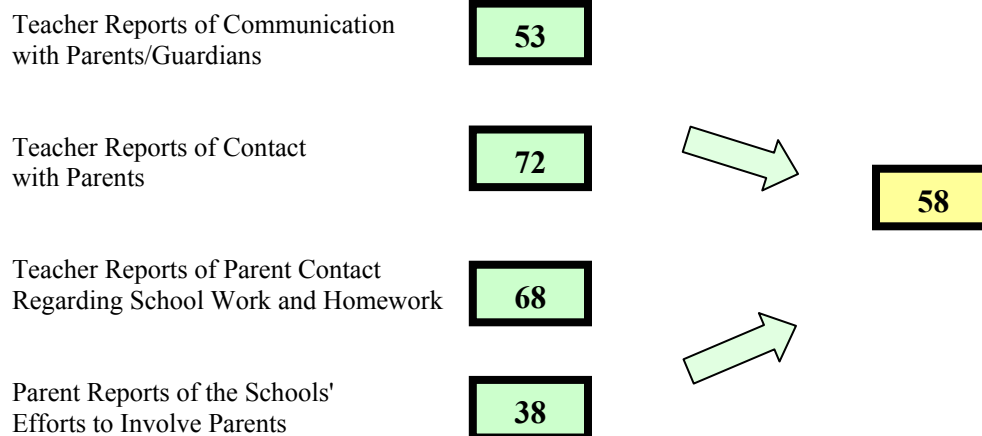 Teacher Reports of Communication
with Parents/Guardians
53
Teacher Reports of Contact
with Parents
72
58
Teacher Reports of Parent Contact
Regarding School Work and Homework
68
Parent Reports of the Schools'
Efforts to Involve Parents
38